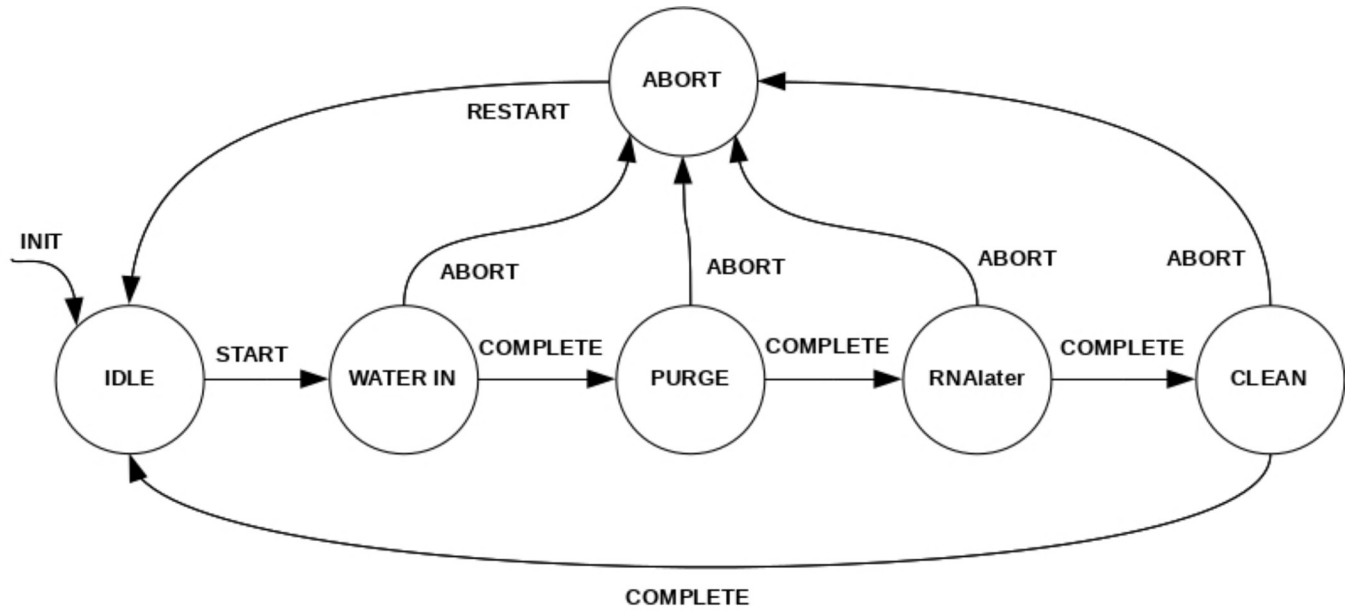 ABORT
RESTART
INIT
ABORT
ABORT
ABORT
ABORT
START
COMPLETE
COMPLETE
COMPLETE
IDLE
WATER IN
PURGE
RNAlater
CLEAN
COMPLETE